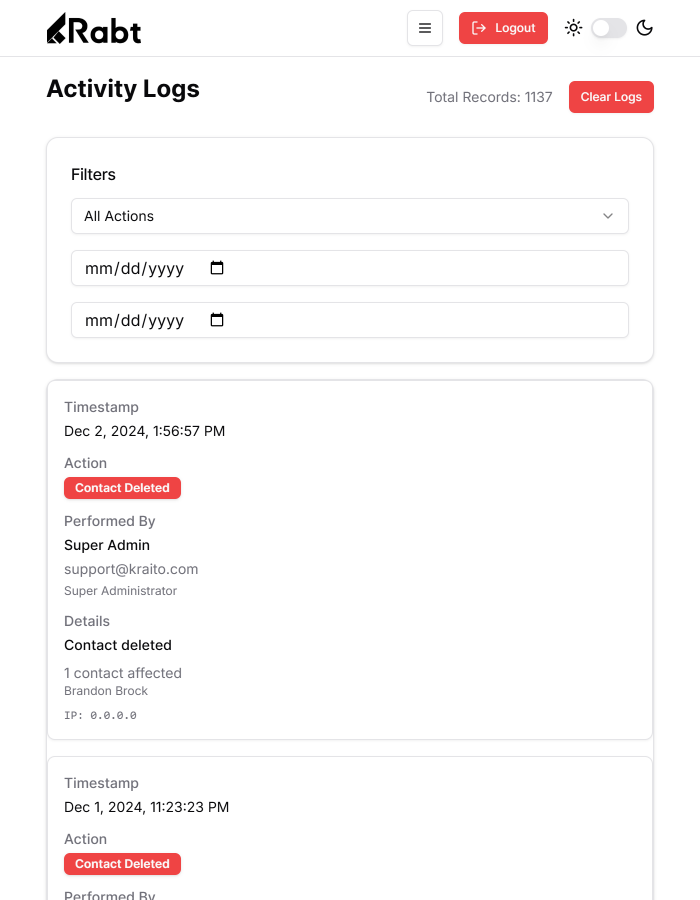 Rabt
Logout
Activity Logs
Total Records: 1137
Clear Logs
Filters
All Actions
mm/dd/yyyy
mm/dd/yyyy
Timestamp
Dec 2, 2024, 1:56:57 PM
Action
Contact Deleted
Performed By
Super Admin
support@kraito.com
Super Administrator
Details
Contact deleted
1 contact affected
Brandon Brock
IP: 0.0.0.0
Timestamp
Dec 1, 2024, 11:23:23 PM
Action
Contact Deleted
Performed By